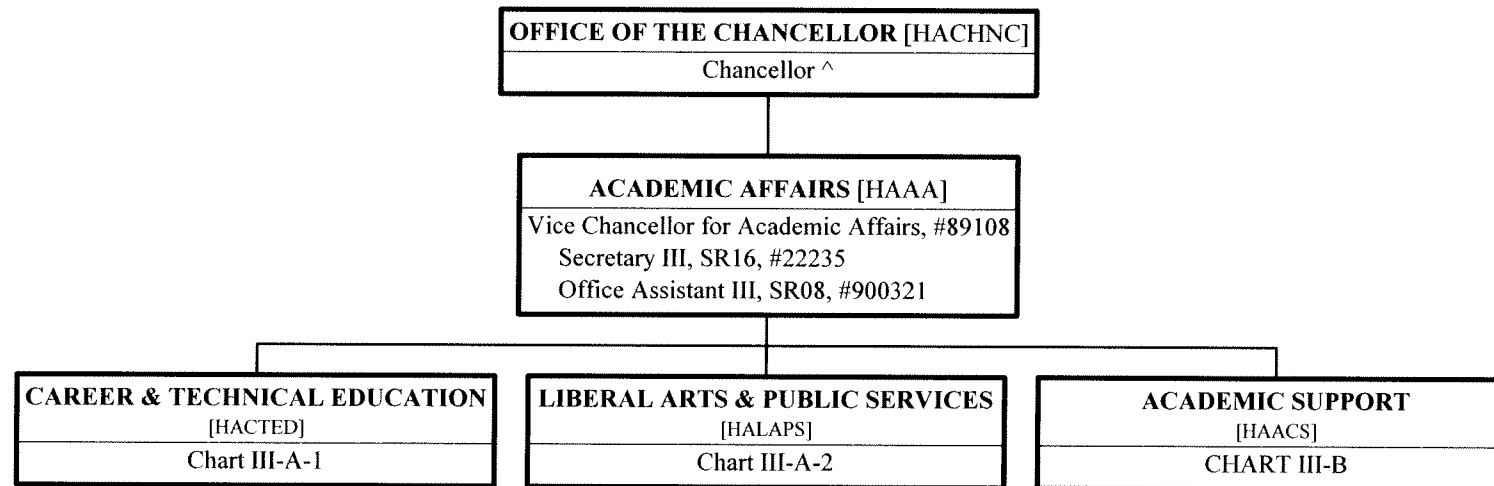 OFFICE OF THE CHANCELLOR [HACHNC]
Chancellor ^
ACADEMIC AFFAIRS [HAAA]
Vice Chancellor for Academic Affairs, #89108
Secretary III, SR16, #22235
Office Assistant III, SR08, #900321
CAREER & TECHNICAL EDUCATION
[HACTED]
Chart III-A-1
LIBERAL ARTS & PUBLIC SERVICES
[HALAPS]
Chart III-A-2
ACADEMIC SUPPORT
[HAACS]
CHART III-B